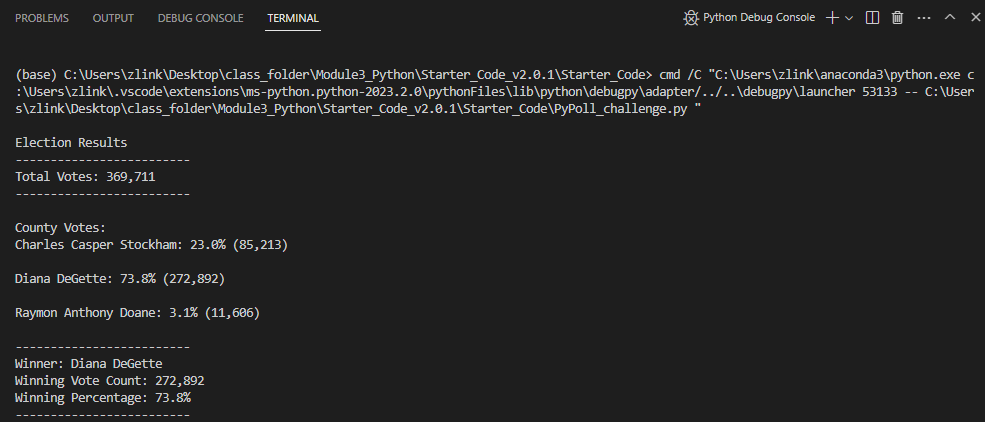 PROBLEMS OUTPUT DEBUG CONSOLE TERMINAL Python Debug Console
(base) C:\Users\zlink\Desktop\class_folder\Module3_Python\Starter_Code_v2.0.1\Starter_Code> cmd /C "C:\Users\zlink\anaconda3\python.exe c
:\Users\zlink\.vscode\extensions\ms-python.python-2023.2.0\pythonFiles\lib\python\debugpy\adapter/../..\debugpy\launcher 53133 -- C:\User
s\zlink\Desktop\class_folder\Module3_Python\Starter_Code_v2.0.1\Starter_Code\PyPoll_challenge.py "
Election Results
-------------------------
Total Votes: 369,711
-------------------------
County Votes:
Charles Casper Stockham: 23.0% (85,213)
Diana DeGette: 73.8% (272,892)
Raymon Anthony Doane: 3.1% (11,606)
-------------------------
Winner: Diana DeGette
Winning Vote Count: 272,892
Winning Percentage: 73.8%
-------------------------